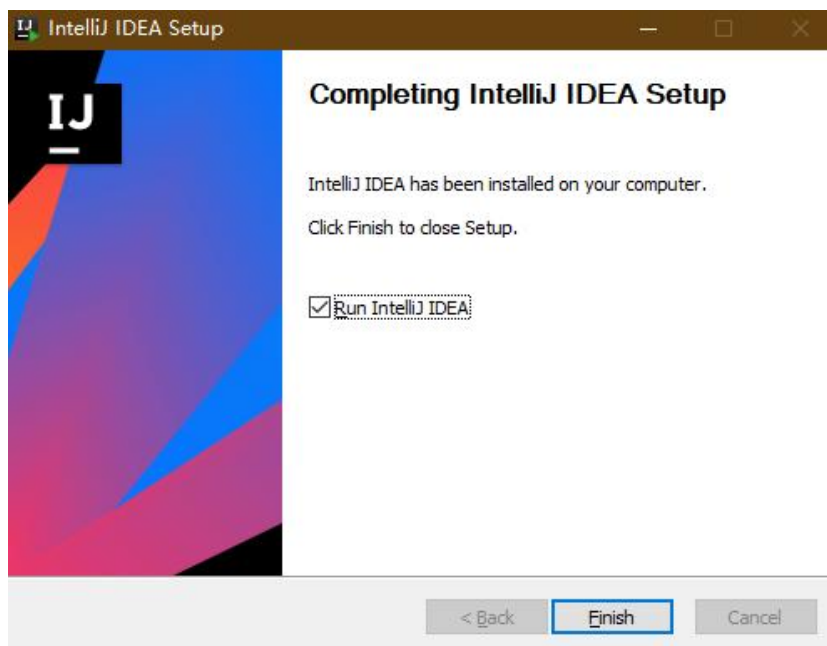 IntelliJ IDEA Setup
IJ
Completing IntelliJ IDEA Setup
IntelliJ IDEA has been installed on your computer.
Click Finish to close Setup.
Run IntelliJ IDEA
< Back
Finish
Cancel